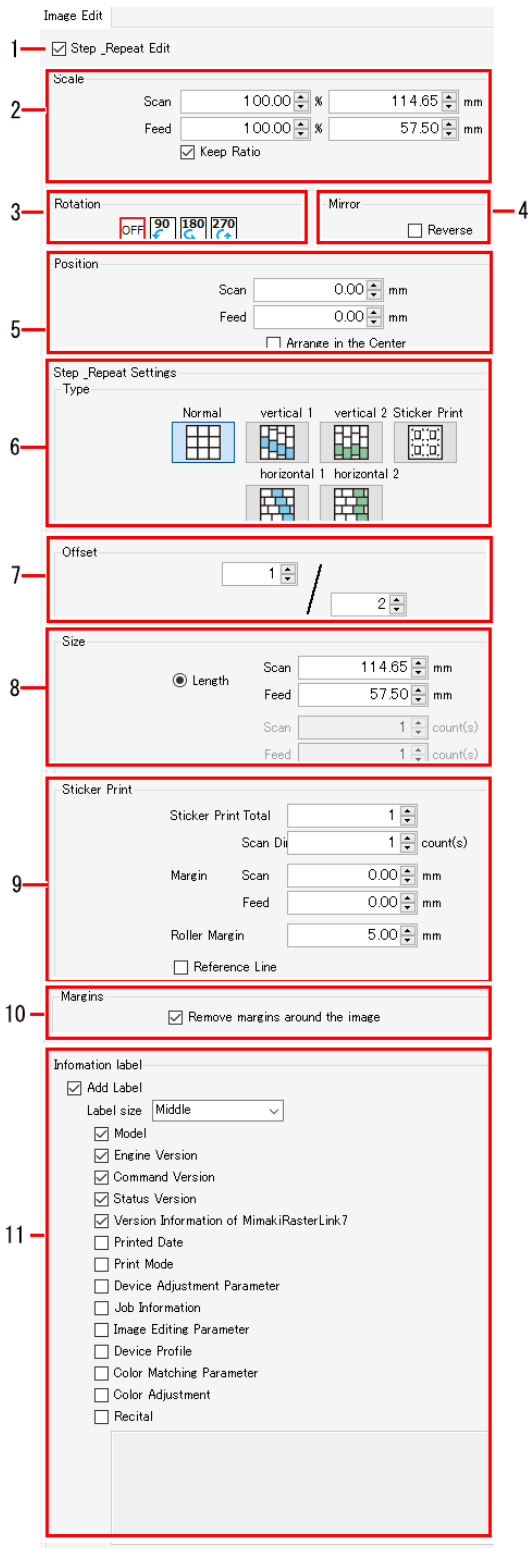 Image Edit
1 Step _Repeat Edit
Scale
2
Scan 100.00 % 114.65 mm
Feed 100.00 % 57.50 mm
Keep Ratio
Rotation Mirror
3 OFF 90 180 270 Reverse 4
Position
Scan 0.00 mm
Feed 0.00 mm
5
Arrange in the Center
Step _Repeat Settings
Type
Normal vertical 1 vertical 2 Sticker Print
6
horizontal 1 horizontal 2
Offset
7 1 /
2
Size
Scan 114.65 mm
8 Length
Feed 57.50 mm
Scan 1 count(s)
Feed 1 count(s)
Sticker Print
Sticker Print Total 1
Scan Di 1 count(s)
9 Margin Scan 0.00 mm
Feed 0.00 mm
Roller Margin 5.00 mm
Reference Line
Margins
10 Remove margins around the image
Infomation label
Add Label
Label size Middle
Model
Engine Version
Command Version
Status Version
11 Version Information of MimakiRasterLink7
Printed Date
Print Mode
Device Adjustment Parameter
Job Information
Image Editing Parameter
Device Profile
Color Matching Parameter
Color Adjustment
Recital